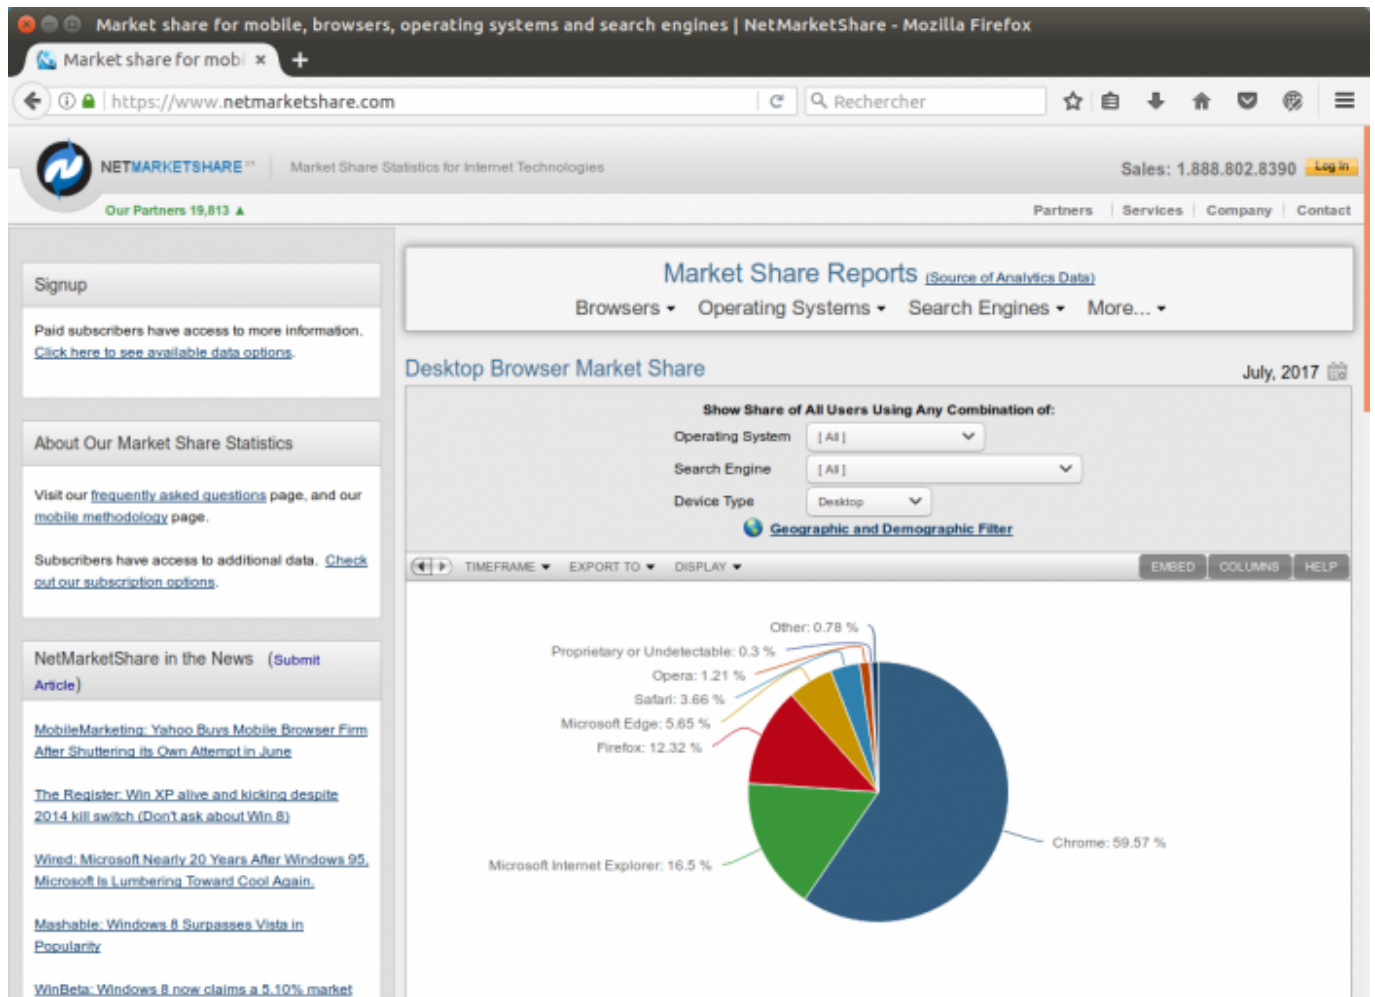 Market share for mobile, browsers, operating systems and search engines | NetMarketShare - Mozilla Firefox
Market share for mobi
https://www.netmarketshare.com
Rechercher
NETMARKETSHARE
Market Share Statistics for Internet Technologies
Sales: 1.888.802.8390
Log in
Our Partners 19,813 ▲
Partners | Services | Company | Contact
Signup
Paid subscribers have access to more information.
Click here to see available data options.
About Our Market Share Statistics
Visit our frequently asked questions page, and our
mobile methodology page.
Subscribers have access to additional data. Check
out our subscription options.
NetMarketShare in the News (Submit
Article)
MobileMarketing: Yahoo Buys Mobile Browser Firm
After Shuttering its Own Attempt in June
The Register: Win XP alive and kicking despite
2014 kill switch (Don't ask about Win 8)
Wired: Microsoft Nearly 20 Years After Windows 95,
Microsoft Is Lumbering Toward Cool Again.
Mashable: Windows 8 Surpasses Vista in
Popularity
WinBeta: Windows 8 now claims a 5.10% market
Market Share Reports (Source of Analytics Data)
Browsers Operating Systems Search Engines More...
Desktop Browser Market Share
July, 2017
Show Share of All Users Using Any Combination of:
Operating System [ All ]
Search Engine [ All ]
Device Type Desktop
Geographic and Demographic Filter
TIMEFRAME EXPORT TO DISPLAY EMBED COLUMNS HELP
Other: 0.78 %
Proprietary or Undetectable: 0.3 %
Opera: 1.21 %
Safari: 3.66 %
Microsoft Edge: 5.65 %
Firefox: 12.32 %
Chrome: 59.57 %
Microsoft Internet Explorer: 16.5 %